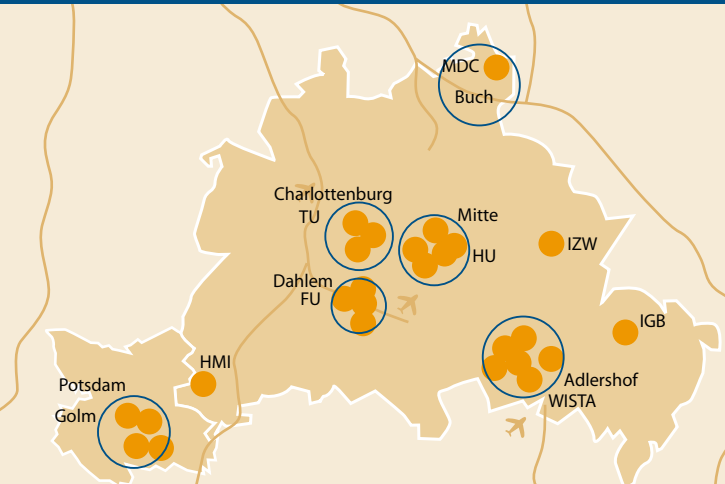 MDC
Buch
Charlottenburg
TU
Mitte
HU
IZW
Dahlem
FU
IGB
HMI
Adlershof
WISTA
Potsdam
Golm